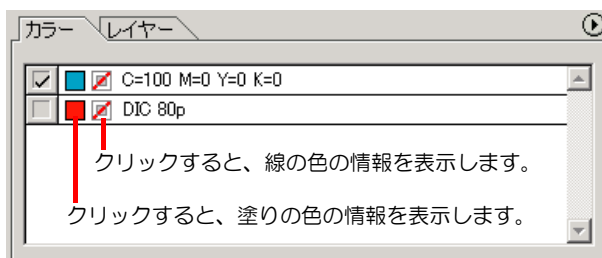 カラー レイヤー
C=100 M=0 Y=0 K=0
DIC 80p
クリックすると、線の色の情報を表示します。
クリックすると、塗りの色の情報を表示します。